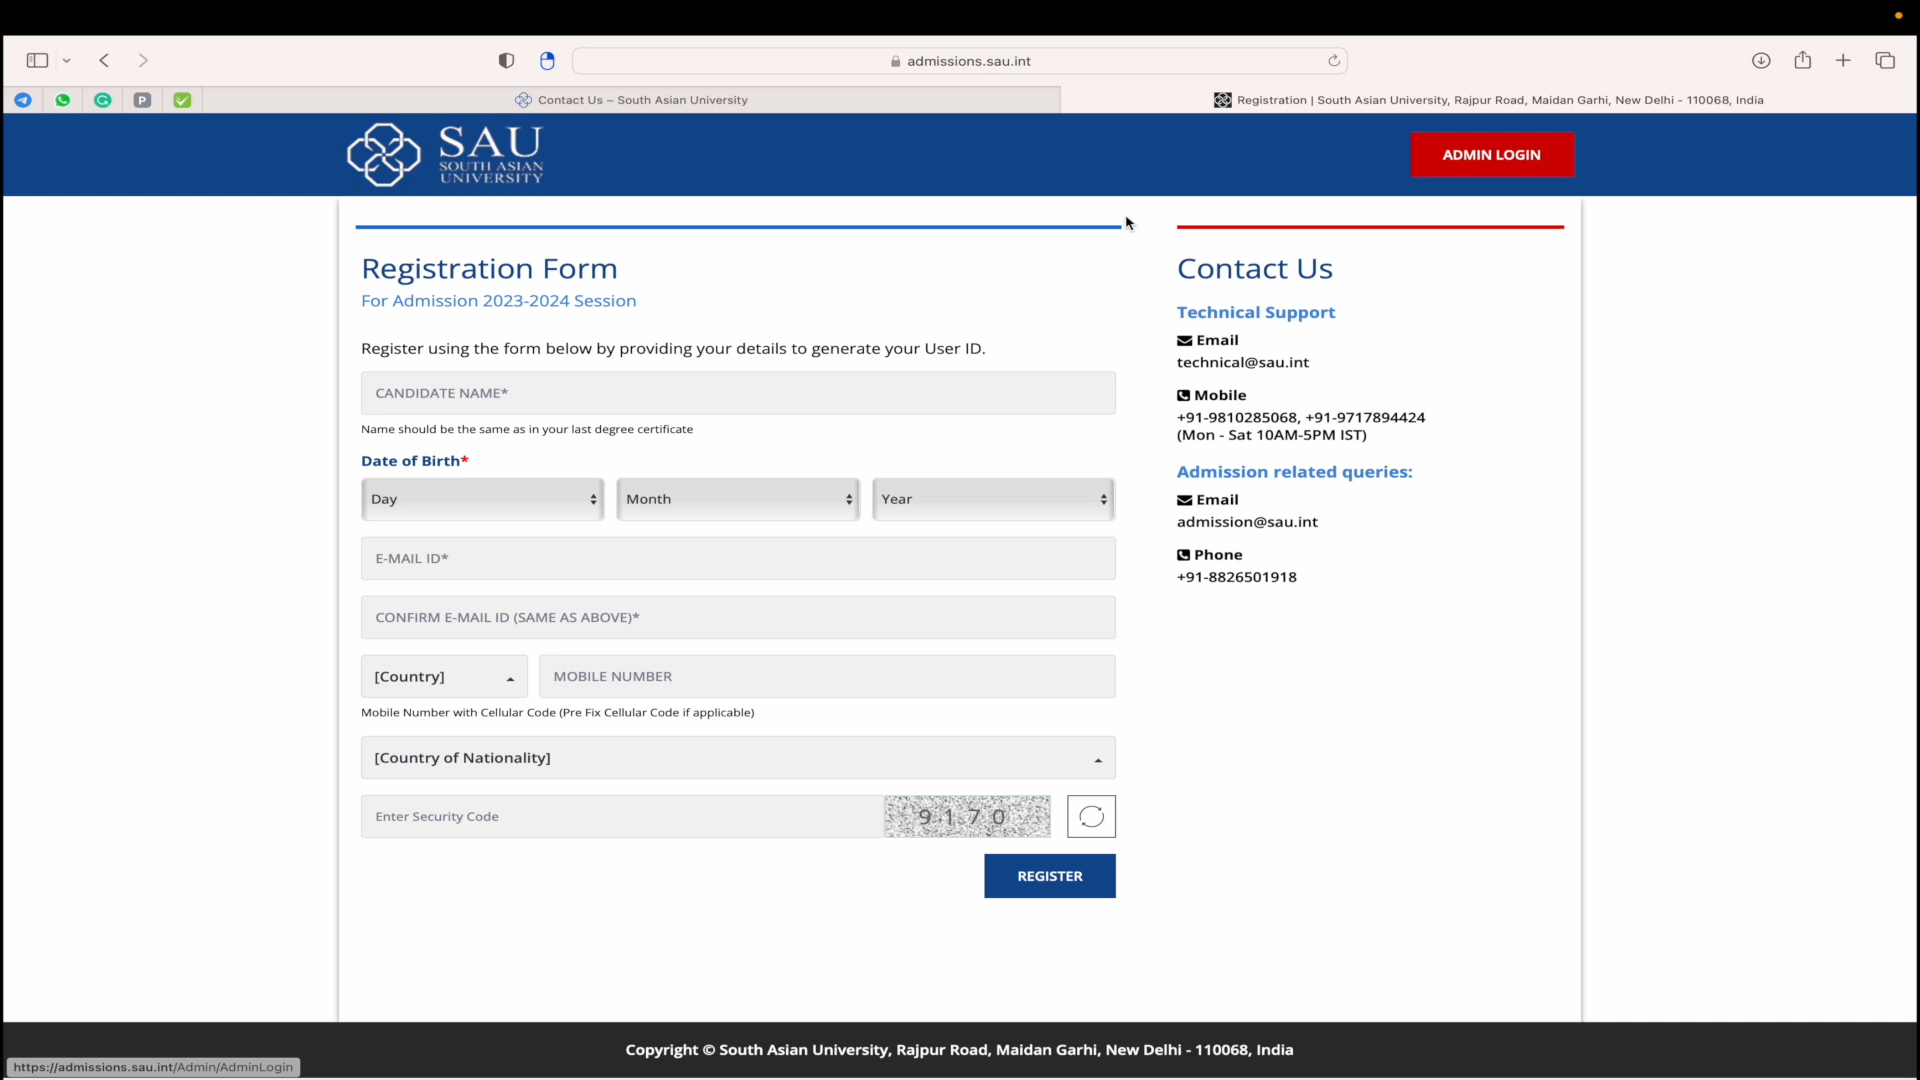 admissions.sau.int
P
Contact Us – South Asian University
Registration | South Asian University, Rajpur Road, Maidan Garhi, New Delhi - 110068, India
SAU
SOUTH ASIAN
UNIVERSITY
ADMIN LOGIN
Registration Form
For Admission 2023-2024 Session
Register using the form below by providing your details to generate your User ID.
CANDIDATE NAME*
Name should be the same as in your last degree certificate
Date of Birth*
Day
Month
Year
E-MAIL ID*
CONFIRM E-MAIL ID (SAME AS ABOVE)*
[Country]
MOBILE NUMBER
Mobile Number with Cellular Code (Pre Fix Cellular Code if applicable)
[Country of Nationality]
Enter Security Code
9 1 7 0
REGISTER
Contact Us
Technical Support
Email
technical@sau.int
Mobile
+91-9810285068, +91-9717894424
(Mon - Sat 10AM-5PM IST)
Admission related queries:
Email
admission@sau.int
Phone
+91-8826501918
Copyright © South Asian University, Rajpur Road, Maidan Garhi, New Delhi - 110068, India
https://admissions.sau.int/Admin/AdminLogin